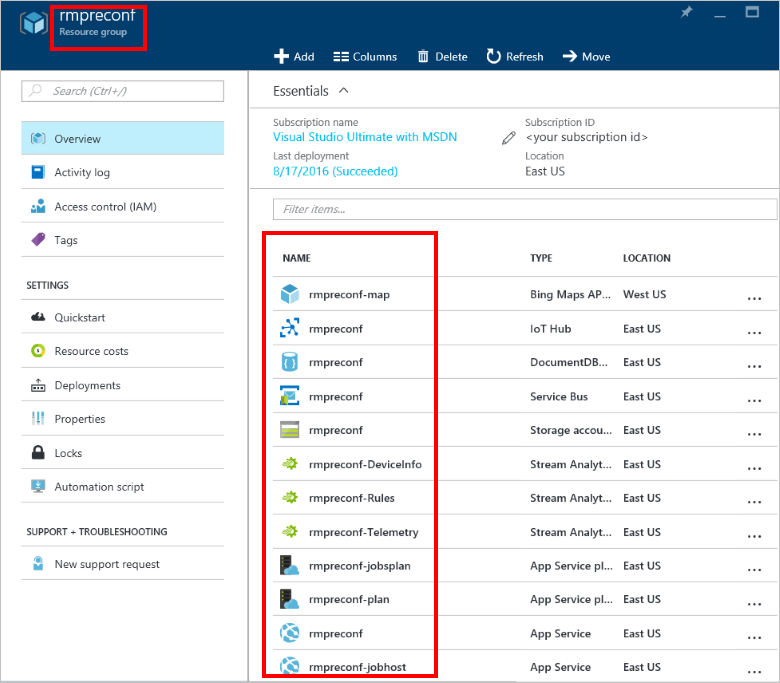 rmpreconf
Resource group
Add Columns Delete Refresh Move
Search (Ctrl+/)
Overview
Activity log
Access control (IAM)
Tags
SETTINGS
Quickstart
Resource costs
Deployments
Properties
Locks
Automation script
SUPPORT + TROUBLESHOOTING
New support request
Essentials
Subscription name
Visual Studio Ultimate with MSDN
Last deployment
8/17/2016 (Succeeded)
Subscription ID
<your subscription id>
Location
East US
Filter items...
NAME TYPE LOCATION
rmpreconf-map Bing Maps AP... West US ...
rmpreconf IoT Hub East US ...
rmpreconf DocumentDB... East US ...
rmpreconf Service Bus East US ...
rmpreconf Storage accou... East US ...
rmpreconf-DeviceInfo Stream Analyt... East US ...
rmpreconf-Rules Stream Analyt... East US ...
rmpreconf-Telemetry Stream Analyt... East US ...
rmpreconf-jobsplan App Service pl... East US ...
rmpreconf-plan App Service pl... East US ...
rmpreconf App Service East US ...
rmpreconf-jobhost App Service East US ...